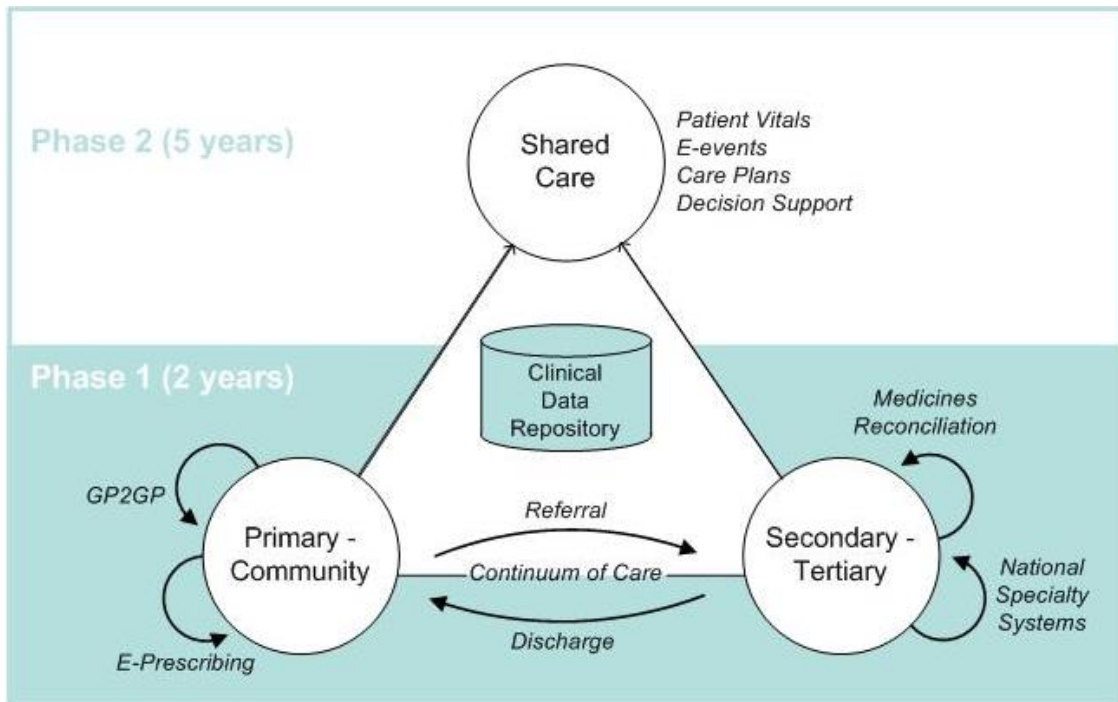 Phase 2 (5 years)
Shared
Care
Patient Vitals
E-events
Care Plans
Decision Support
Phase 1 (2 years)
Clinical
Data
Repository
Medicines
Reconciliation
GP2GP
Primary -
Community
E-Prescribing
Referral
Continuum of Care
Discharge
Secondary -
Tertiary
National
Specialty
Systems